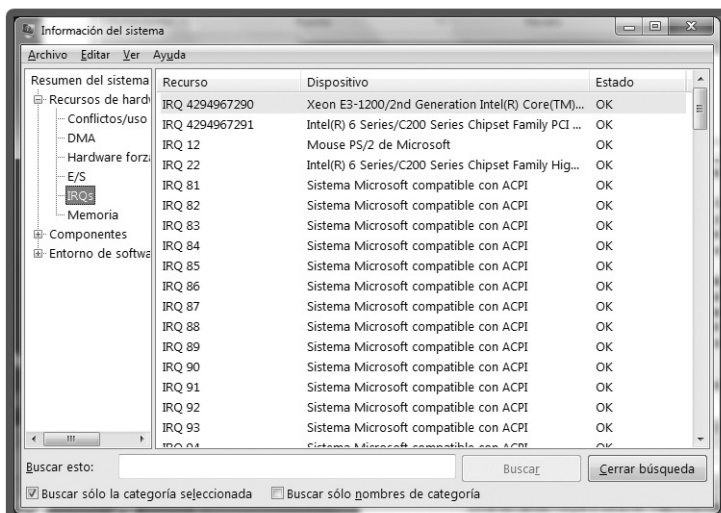 Información del sistema
Archivo Editar Ver Ayuda
Resumen del sistema
Recursos de hardw
Conflictos/uso
DMA
Hardware forza
E/S
IRQs
Memoria
Componentes
Entorno de softwa
Recurso Dispositivo Estado
IRQ 4294967290 Xeon E3-1200/2nd Generation Intel(R) Core(TM)... OK
IRQ 4294967291 Intel(R) 6 Series/C200 Series Chipset Family PCI ... OK
IRQ 12 Mouse PS/2 de Microsoft OK
IRQ 22 Intel(R) 6 Series/C200 Series Chipset Family Hig... OK
IRQ 81 Sistema Microsoft compatible con ACPI OK
IRQ 82 Sistema Microsoft compatible con ACPI OK
IRQ 83 Sistema Microsoft compatible con ACPI OK
IRQ 84 Sistema Microsoft compatible con ACPI OK
IRQ 85 Sistema Microsoft compatible con ACPI OK
IRQ 86 Sistema Microsoft compatible con ACPI OK
IRQ 87 Sistema Microsoft compatible con ACPI OK
IRQ 88 Sistema Microsoft compatible con ACPI OK
IRQ 89 Sistema Microsoft compatible con ACPI OK
IRQ 90 Sistema Microsoft compatible con ACPI OK
IRQ 91 Sistema Microsoft compatible con ACPI OK
IRQ 92 Sistema Microsoft compatible con ACPI OK
IRQ 93 Sistema Microsoft compatible con ACPI OK
IRQ 94 Sistema Microsoft compatible con ACPI OK
Buscar esto: Buscar Cerrar búsqueda
Buscar sólo la categoría seleccionada Buscar sólo nombres de categoría